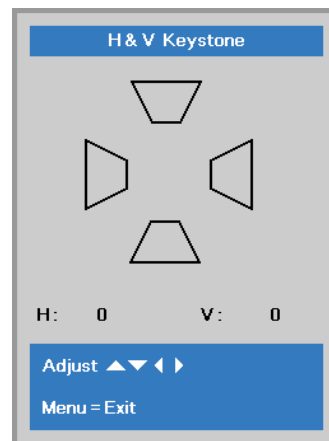 H & V Keystone
H: 0 V: 0
Adjust ▲▼◀▶
Menu = Exit